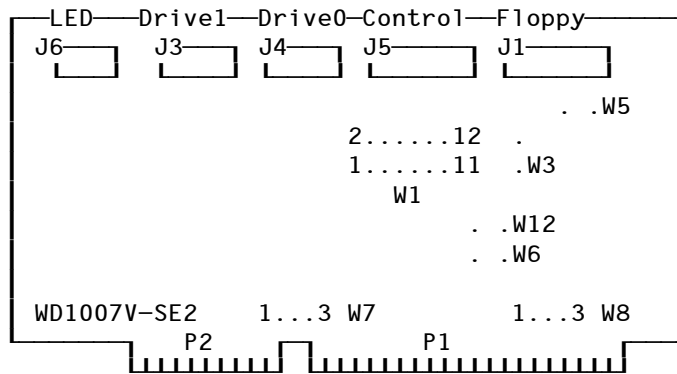 LED Drive1 Drive0 Control Floppy
J6 J3 J4 J5 J1
. .W5
2......12 .
1......11 .W3
W1
. .W12
. .W6
WD1007V-SE2 1...3 W7 1...3 W8
P2 P1